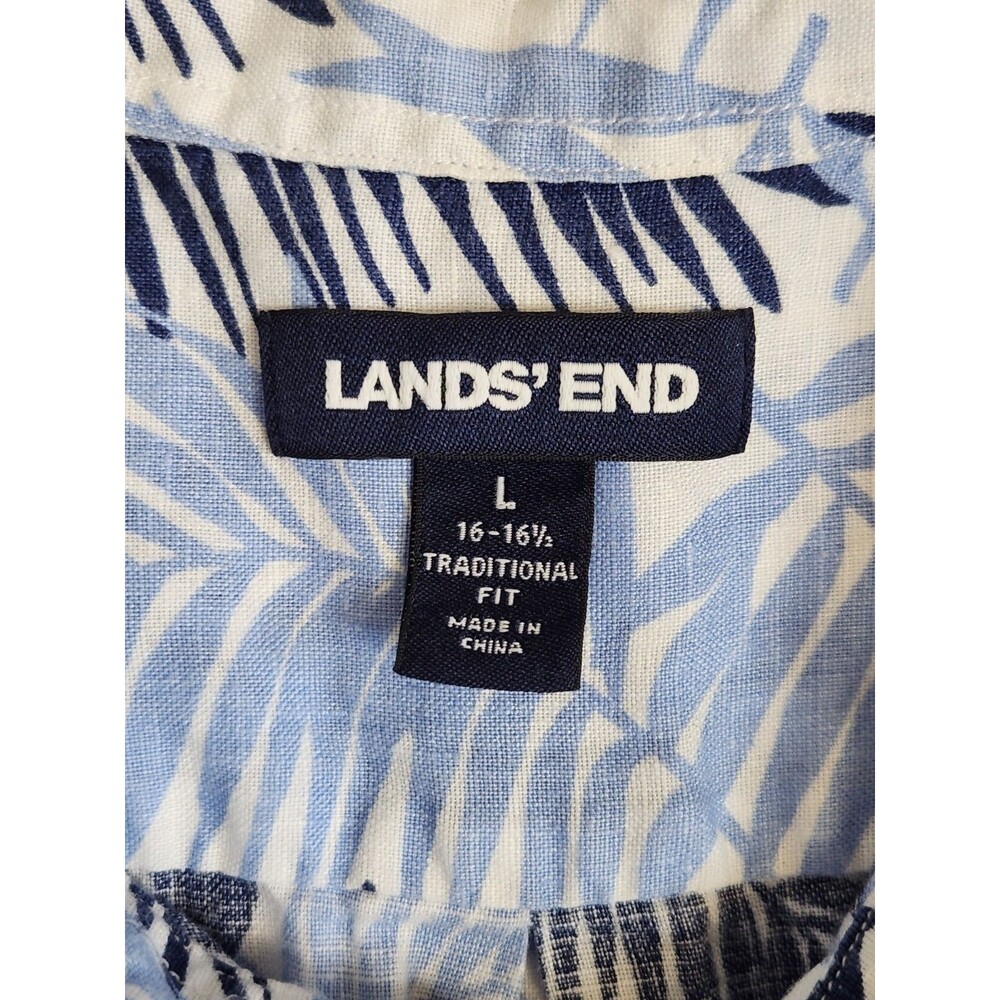 LANDS' END
L
16-16½
TRADITIONAL
FIT
MADE IN
CHINA